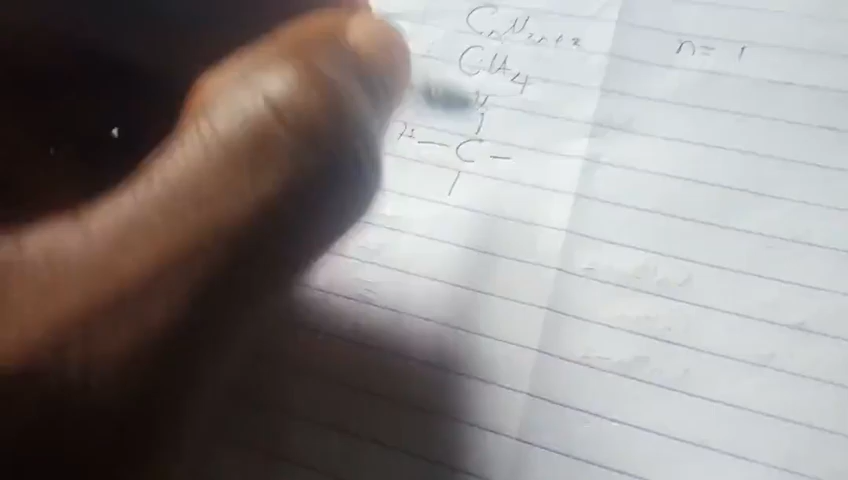 CnH2n+2 n= 1
CH4
H
|
H — C —
|